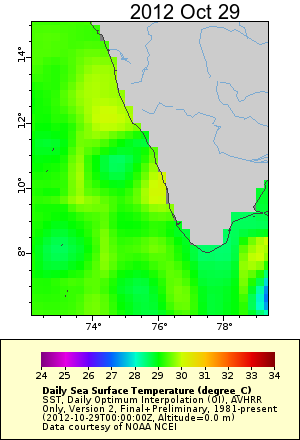 2012 Oct 29
14°
12°
10°
8°
74° 76° 78°
24 25 26 27 28 29 30 31 32 33 34
Daily Sea Surface Temperature (degree_C)
SST, Daily Optimum Interpolation (OI), AVHRR
Only, Version 2, Final+Preliminary, 1981-present
(2012-10-29T00:00:00Z, Altitude=0.0 m)
Data courtesy of NOAA NCEI